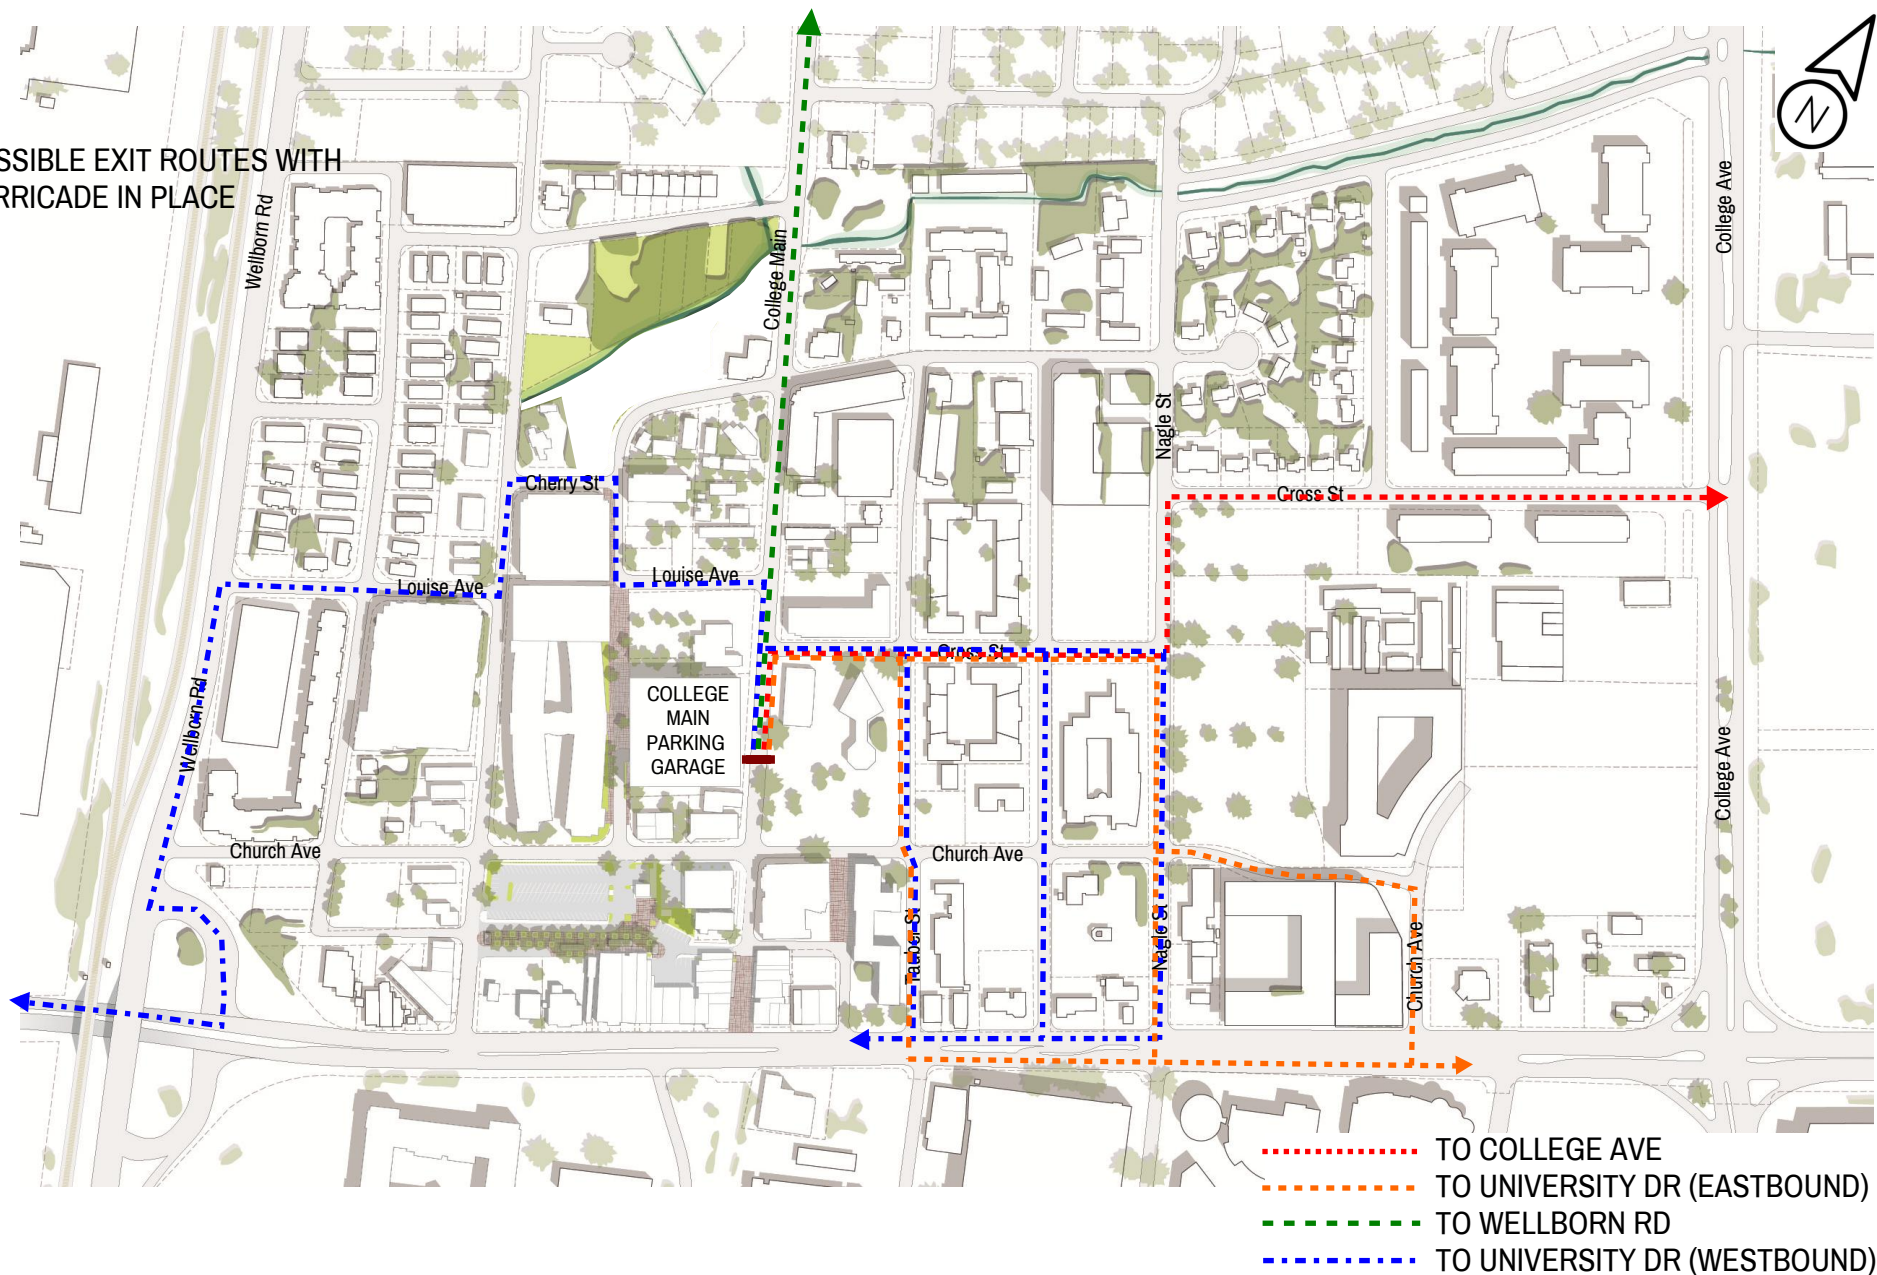 N
SSIBLE EXIT ROUTES WITH
RRICADE IN PLACE
Wellborn Rd
College Main
College Ave
Nagle St
Cherry St
Cross St
Louise Ave
Louise Ave
Cross St
Wellborn Rd
COLLEGE
MAIN
PARKING
GARAGE
College Ave
Church Ave
Church Ave
Tauber St
Nagle St
Church Ave
TO COLLEGE AVE
TO UNIVERSITY DR (EASTBOUND)
TO WELLBORN RD
TO UNIVERSITY DR (WESTBOUND)